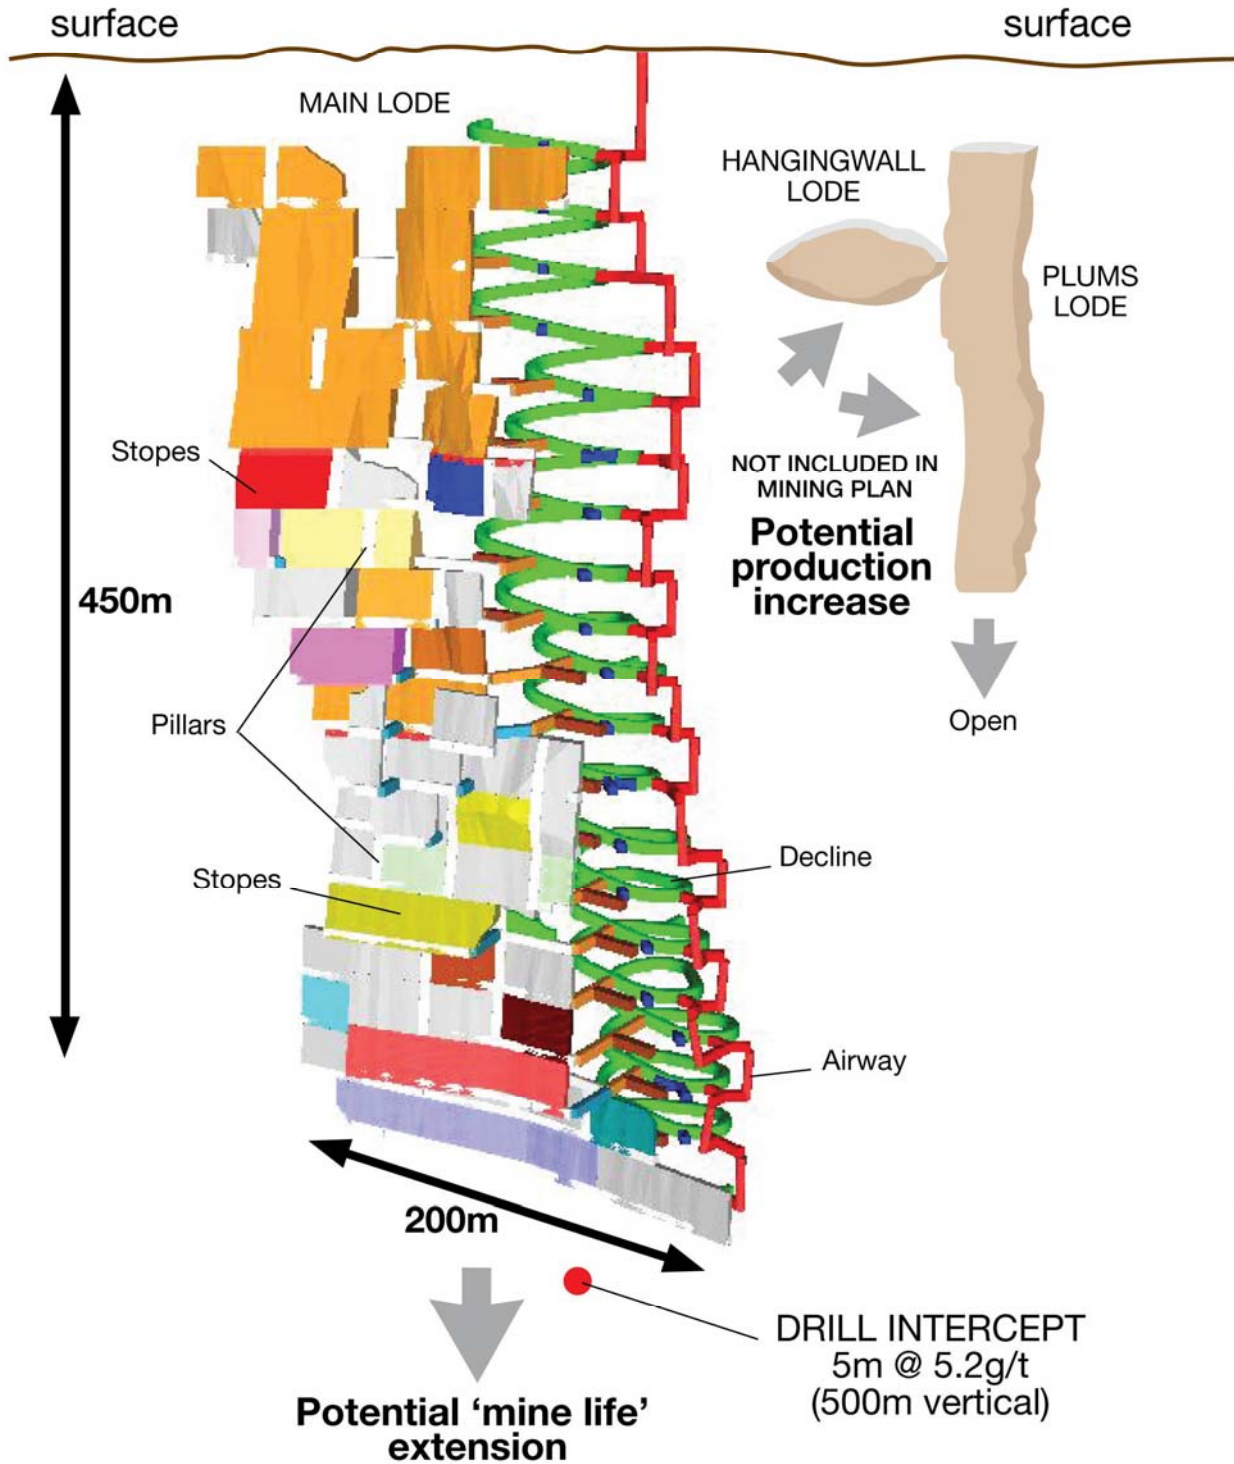 surface
surface
MAIN LODE
HANGINGWALL
LODE
PLUMS
LODE
Stopes
NOT INCLUDED IN
MINING PLAN
Potential
production
increase
450m
Pillars
Open
Decline
Stopes
Airway
200m
DRILL INTERCEPT
5m @ 5.2g/t
(500m vertical)
Potential ‘mine life’
extension